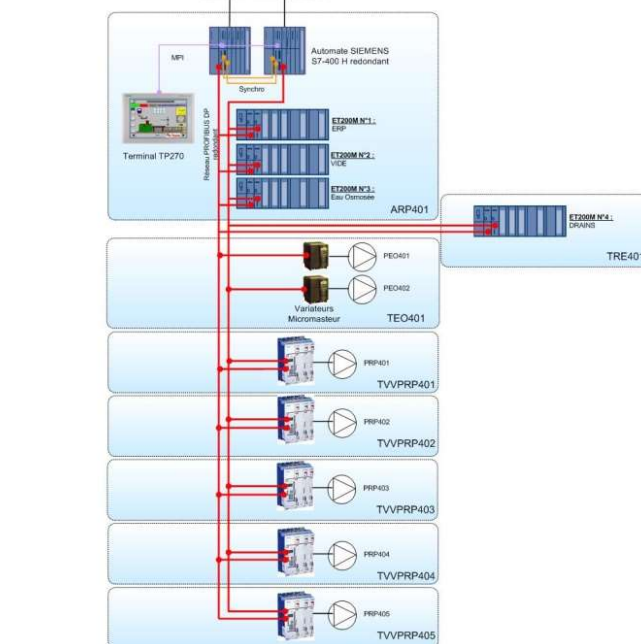 Automate SIEMENS
S7-400 H redondant
MPI
Synchro
Terminal TP270
Réseau PROFIBUS DP
redondant
ET200M N°1 :
ERP
ET200M N°2 :
VIDE
ET200M N°3 :
Eau Osmosée
ARP401
ET200M N°4 :
DRAINS
TRE401
PEO401
PEO402
Variateurs
Micromasteur
TEO401
PRP401
TVVPRP401
PRP402
TVVPRP402
PRP403
TVVPRP403
PRP404
TVVPRP404
PRP405
TVVPRP405